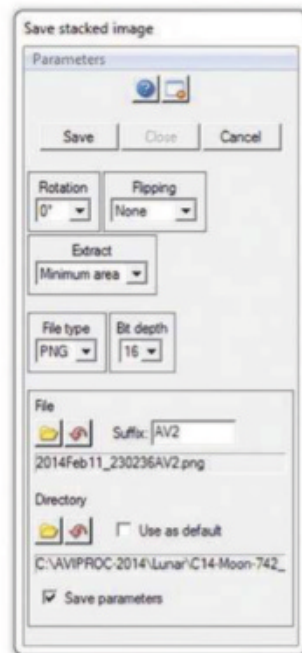 Save stacked image
Parameters
Save Close Cancel
Rotation Flipping
0° None
Extract
Minimum area
File type Bit depth
PNG 16
File
Suffix: AV2
2014Feb11_230236AV2.png
Directory
Use as default
C:\AVIPROC-2014\Lunar\C14-Moon-742_
Save parameters